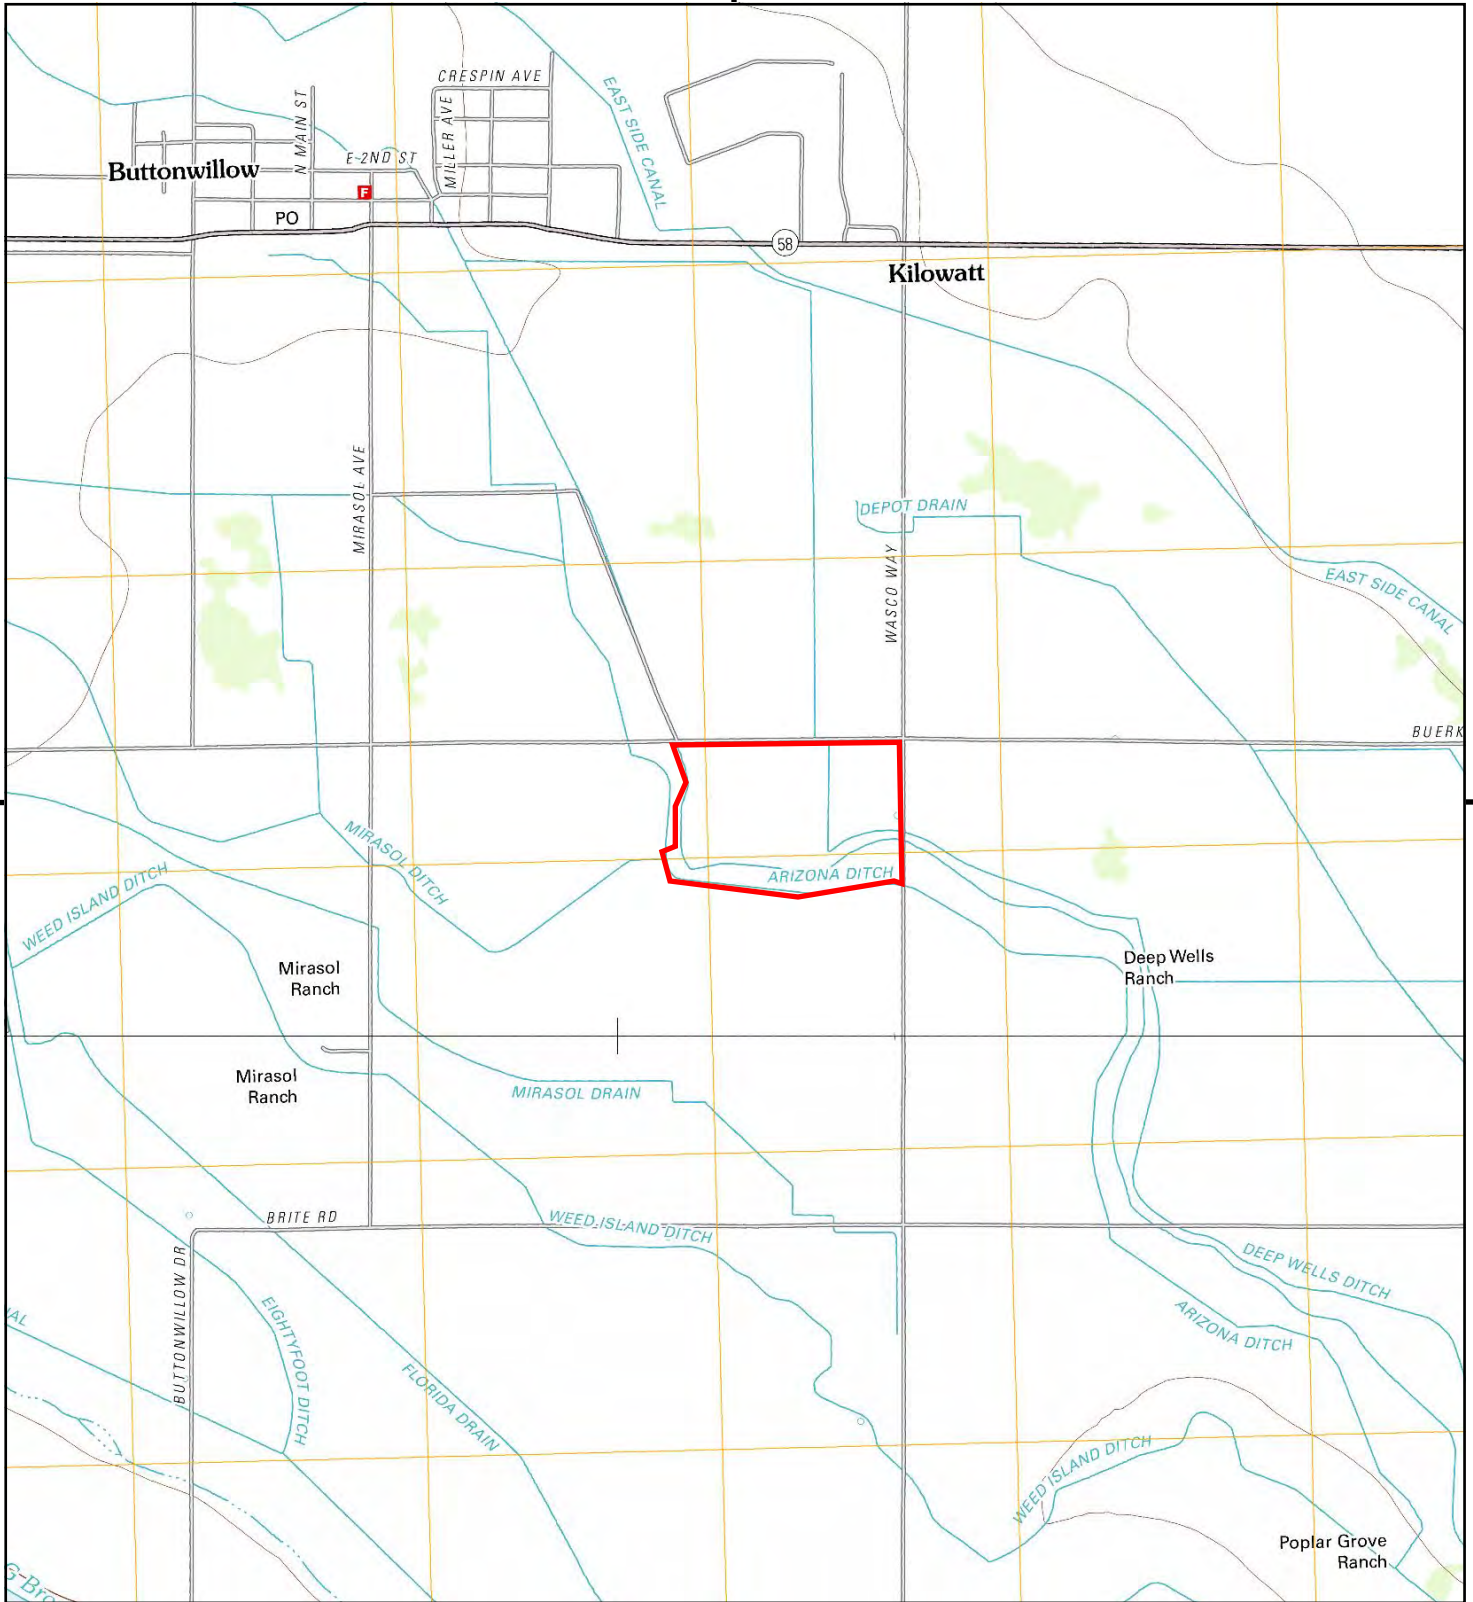 CRESPIN AVE
N MAIN ST
MILLER AVE
EAST SIDE CANAL
E 2ND ST
Buttonwillow
F
PO
58
Kilowatt
MIRASOL AVE
DEPOT DRAIN
WASCO WAY
EAST SIDE CANAL
BUERK
MIRASOL DITCH
ARIZONA DITCH
WEED ISLAND DITCH
Mirasol
Ranch
Deep Wells
Ranch
Mirasol
Ranch
MIRASOL DRAIN
BRITE RD
WEED ISLAND DITCH
BUTTONWILLOW DR
DEEP WELLS DITCH
EIGHTYFOOT DITCH
ARIZONA DITCH
FLORIDA DRAIN
WEED ISLAND DITCH
Poplar Grove
Ranch